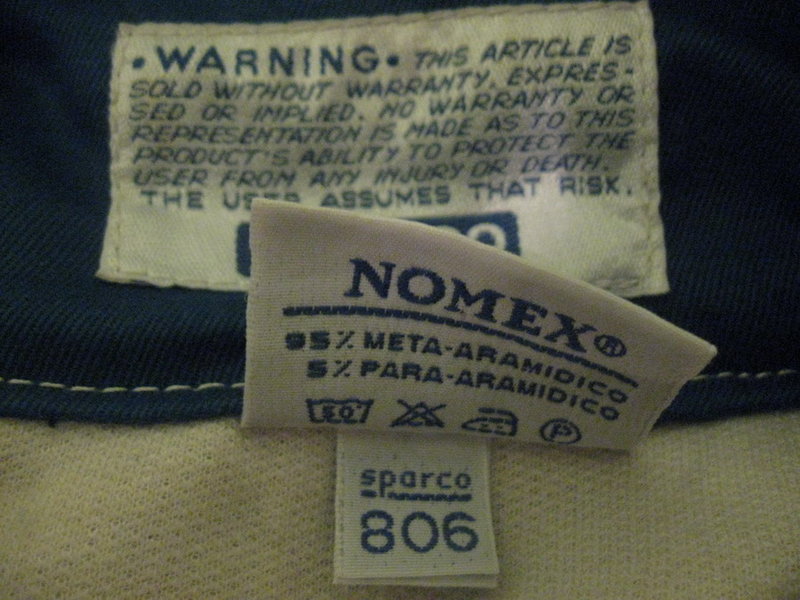 •WARNING• THIS ARTICLE IS
SOLD WITHOUT WARRANTY, EXPRES-
SED OR IMPLIED. NO WARRANTY OR
REPRESENTATION IS MADE AS TO THIS
PRODUCT'S ABILITY TO PROTECT THE
USER FROM ANY INJURY OR DEATH.
THE USER ASSUMES THAT RISK.
NOMEX®
95% META-ARAMIDICO
5% PARA-ARAMIDICO
60° P
sparco
806